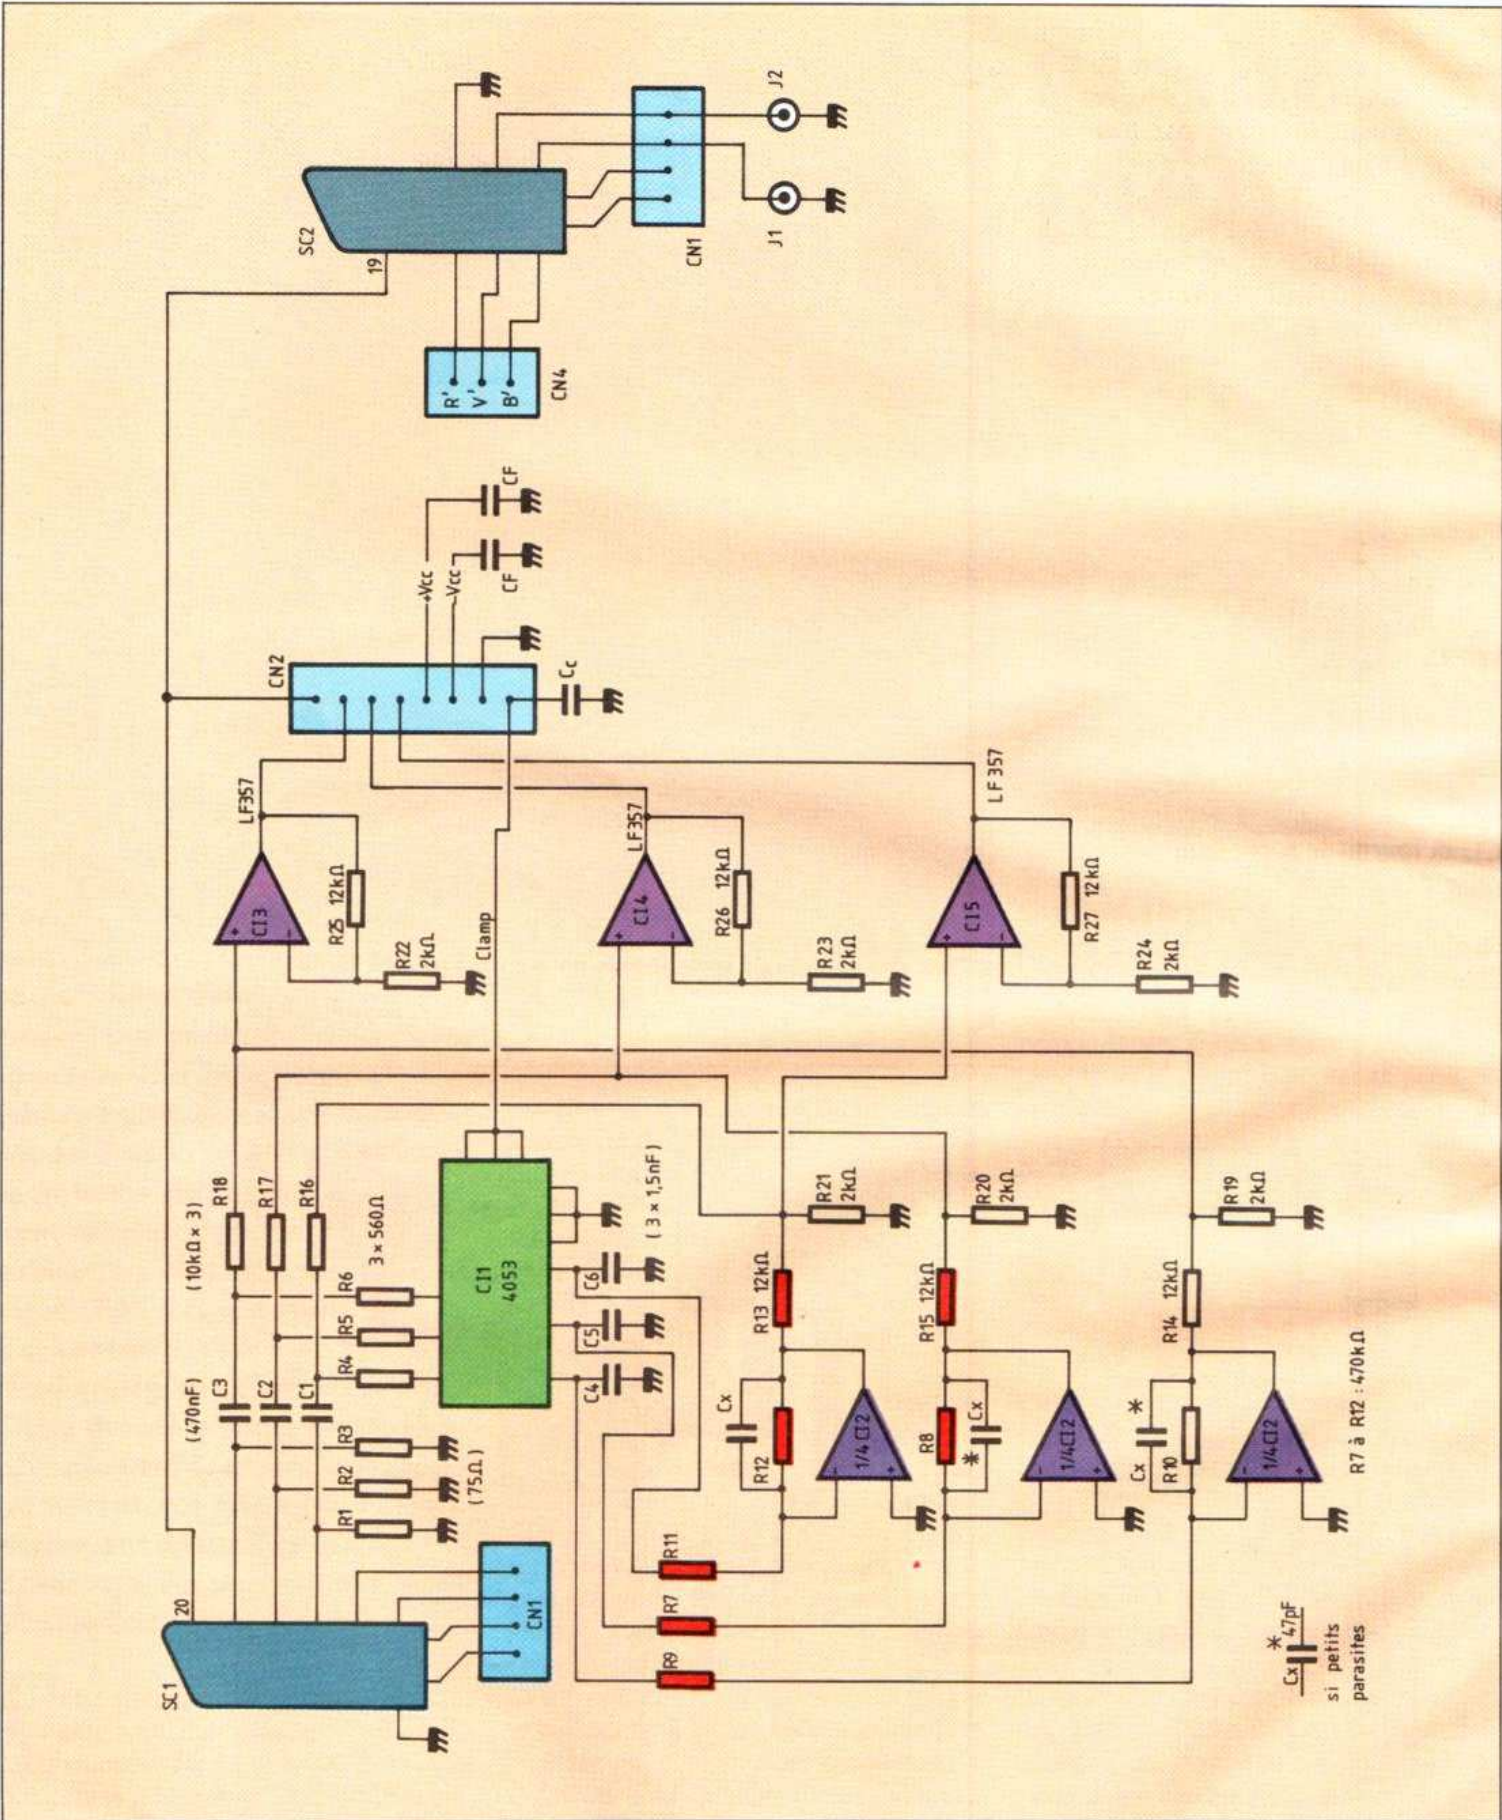 SC1
20
R1
R2
R3
(75Ω)
(470nF)
C3
C2
C1
R4
R5
R6
3 × 560Ω
(10kΩ × 3)
R18
R17
R16
CI1
4053
C4
C5
C6
( 3 × 1,5nF )
CN1
R9
R7
R11
R12
Cx
R13 12kΩ
R21
2kΩ
1/4 CI2
-
+
R8
Cx
*
R15 12kΩ
R20
2kΩ
1/4CI2
-
+
R10
Cx
*
R14 12kΩ
R19
2kΩ
1/4CI2
-
+
Cx
*
47pF
si petits
parasites
R7 à R12 : 470kΩ
Clamp
CI3
+
-
LF357
R25 12kΩ
R22
2kΩ
CI4
+
-
LF357
R26 12kΩ
R23
2kΩ
CI5
+
-
LF 357
R27 12kΩ
R24
2kΩ
CN2
+Vcc
-Vcc
CF
CF
Cc
CN4
R'
V'
B'
SC2
19
CN1
J1
J2